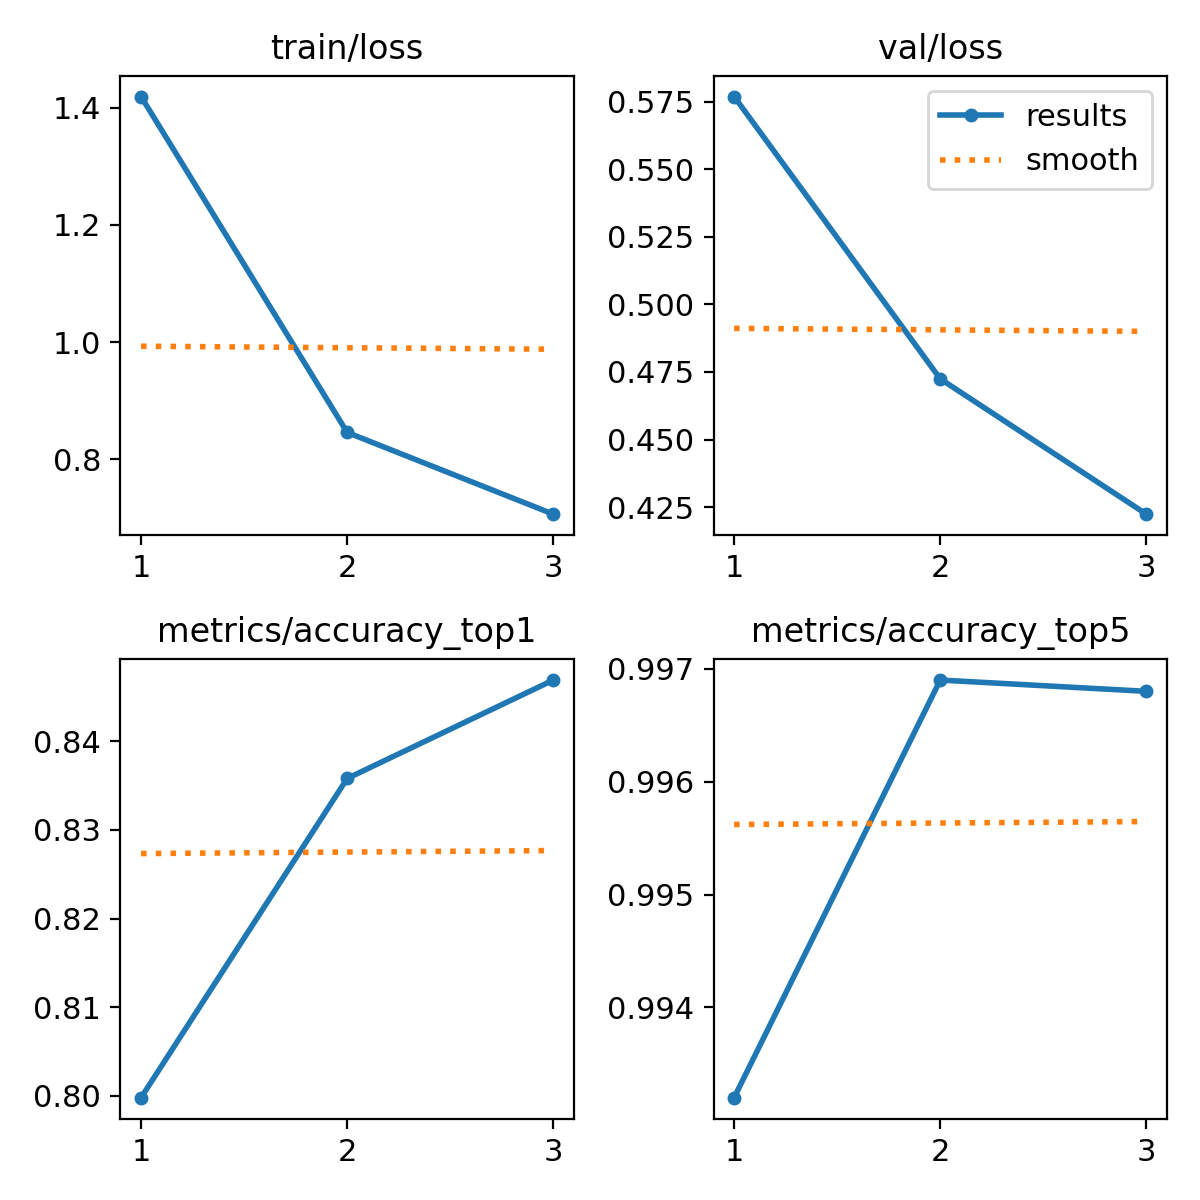 train/loss
1.4
1.2
1.0
0.8
1 2 3
val/loss
results
smooth
0.575
0.550
0.525
0.500
0.475
0.450
0.425
1 2 3
metrics/accuracy_top1
0.84
0.83
0.82
0.81
0.80
1 2 3
metrics/accuracy_top5
0.997
0.996
0.995
0.994
1 2 3